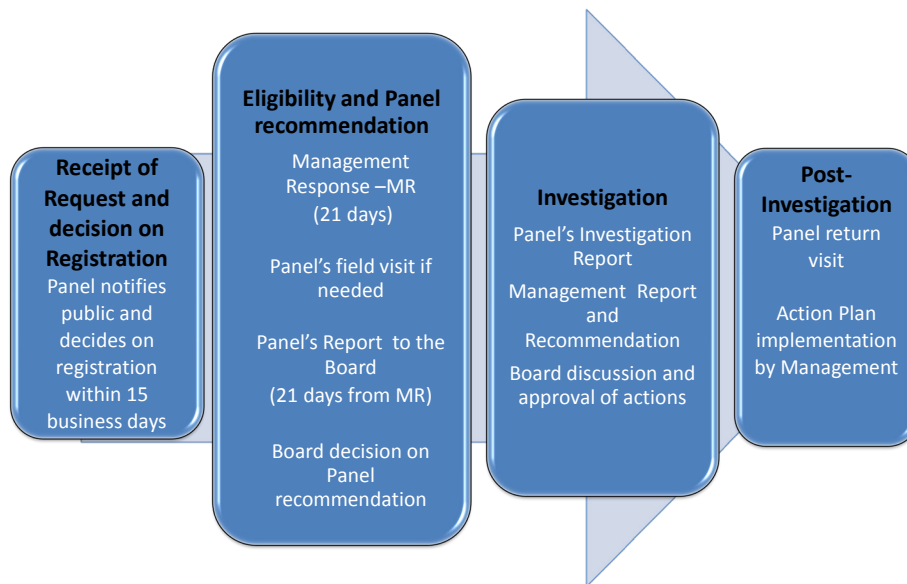 Receipt of
Request and
decision on
Registration
Panel notifies
public and
decides on
registration
within 15
business days
Eligibility and Panel
recommendation
Management
Response –MR
(21 days)
Panel's field visit if
needed
Panel's Report to the
Board
(21 days from MR)
Board decision on
Panel
recommendation
Investigation
Panel's Investigation
Report
Management Report
and
Recommendation
Board discussion and
approval of actions
Post-
Investigation
Panel return
visit
Action Plan
implementation
by Management